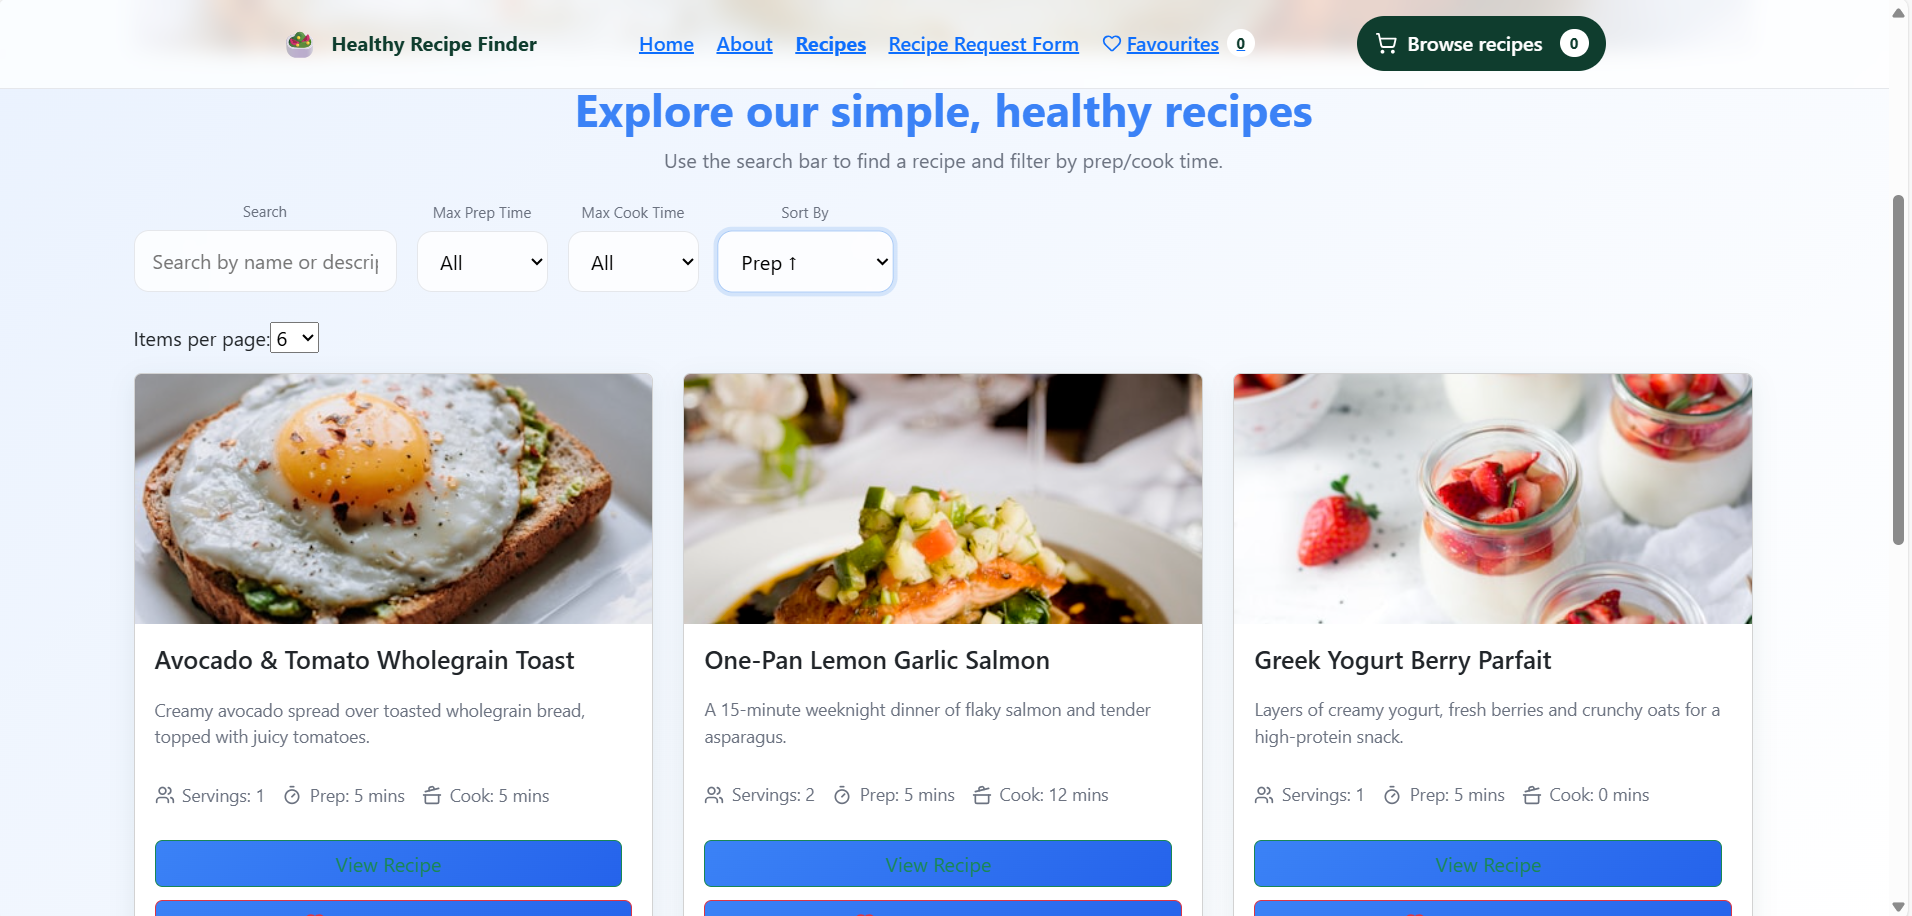 Healthy Recipe Finder
Home About Recipes Recipe Request Form Favourites 0
Browse recipes 0
Explore our simple, healthy recipes
Use the search bar to find a recipe and filter by prep/cook time.
Search Max Prep Time Max Cook Time Sort By
Search by name or descrip All All Prep ↑
Items per page: 6
Avocado & Tomato Wholegrain Toast
Creamy avocado spread over toasted wholegrain bread,
topped with juicy tomatoes.
Servings: 1 Prep: 5 mins Cook: 5 mins
View Recipe
One-Pan Lemon Garlic Salmon
A 15-minute weeknight dinner of flaky salmon and tender
asparagus.
Servings: 2 Prep: 5 mins Cook: 12 mins
View Recipe
Greek Yogurt Berry Parfait
Layers of creamy yogurt, fresh berries and crunchy oats for a
high-protein snack.
Servings: 1 Prep: 5 mins Cook: 0 mins
View Recipe